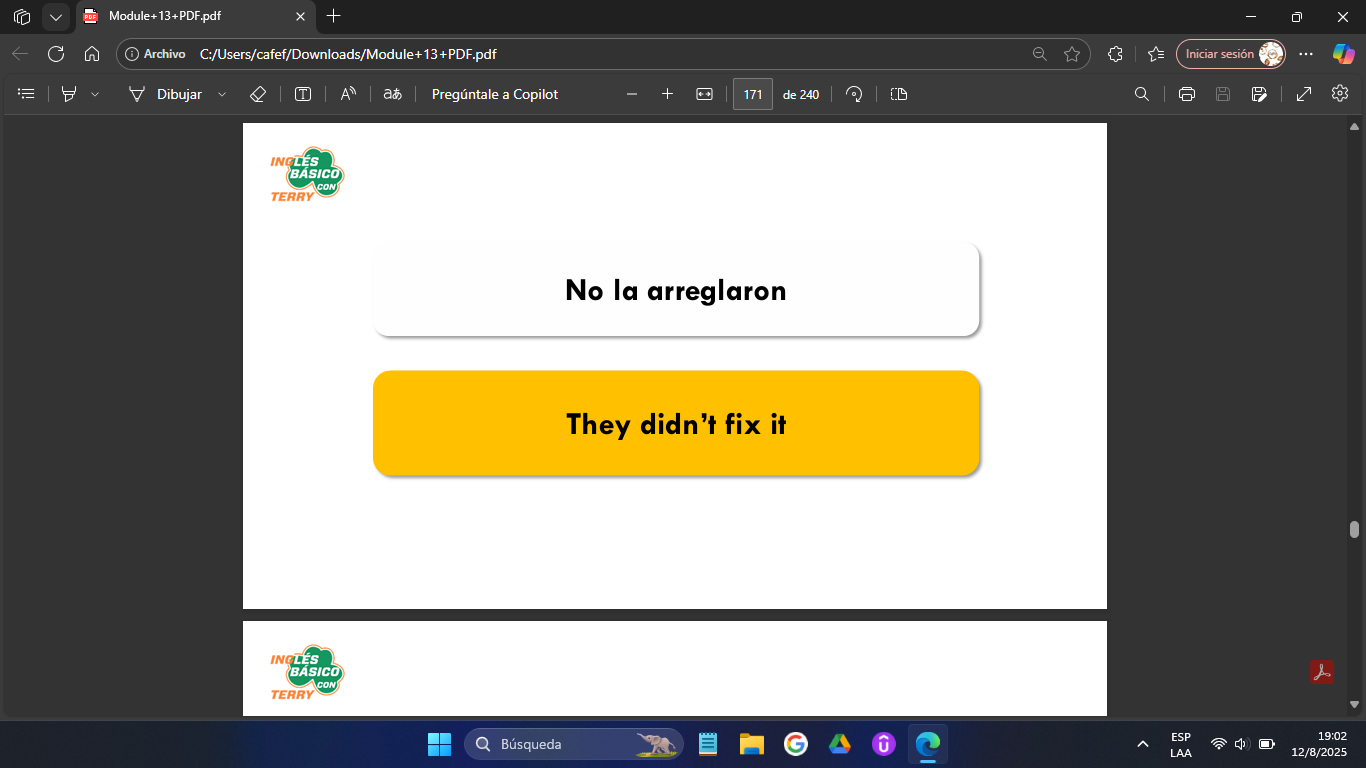 Module+13+PDF.pdf
Archivo
C:/Users/cafef/Downloads/Module+13+PDF.pdf
Iniciar sesión
Dibujar
Pregúntale a Copilot
171
de 240
INGLÉS
BÁSICO
CON
TERRY
No la arreglaron
They didn't fix it
INGLÉS
BÁSICO
CON
TERRY
Búsqueda
ESP
LAA
19:02
12/8/2025